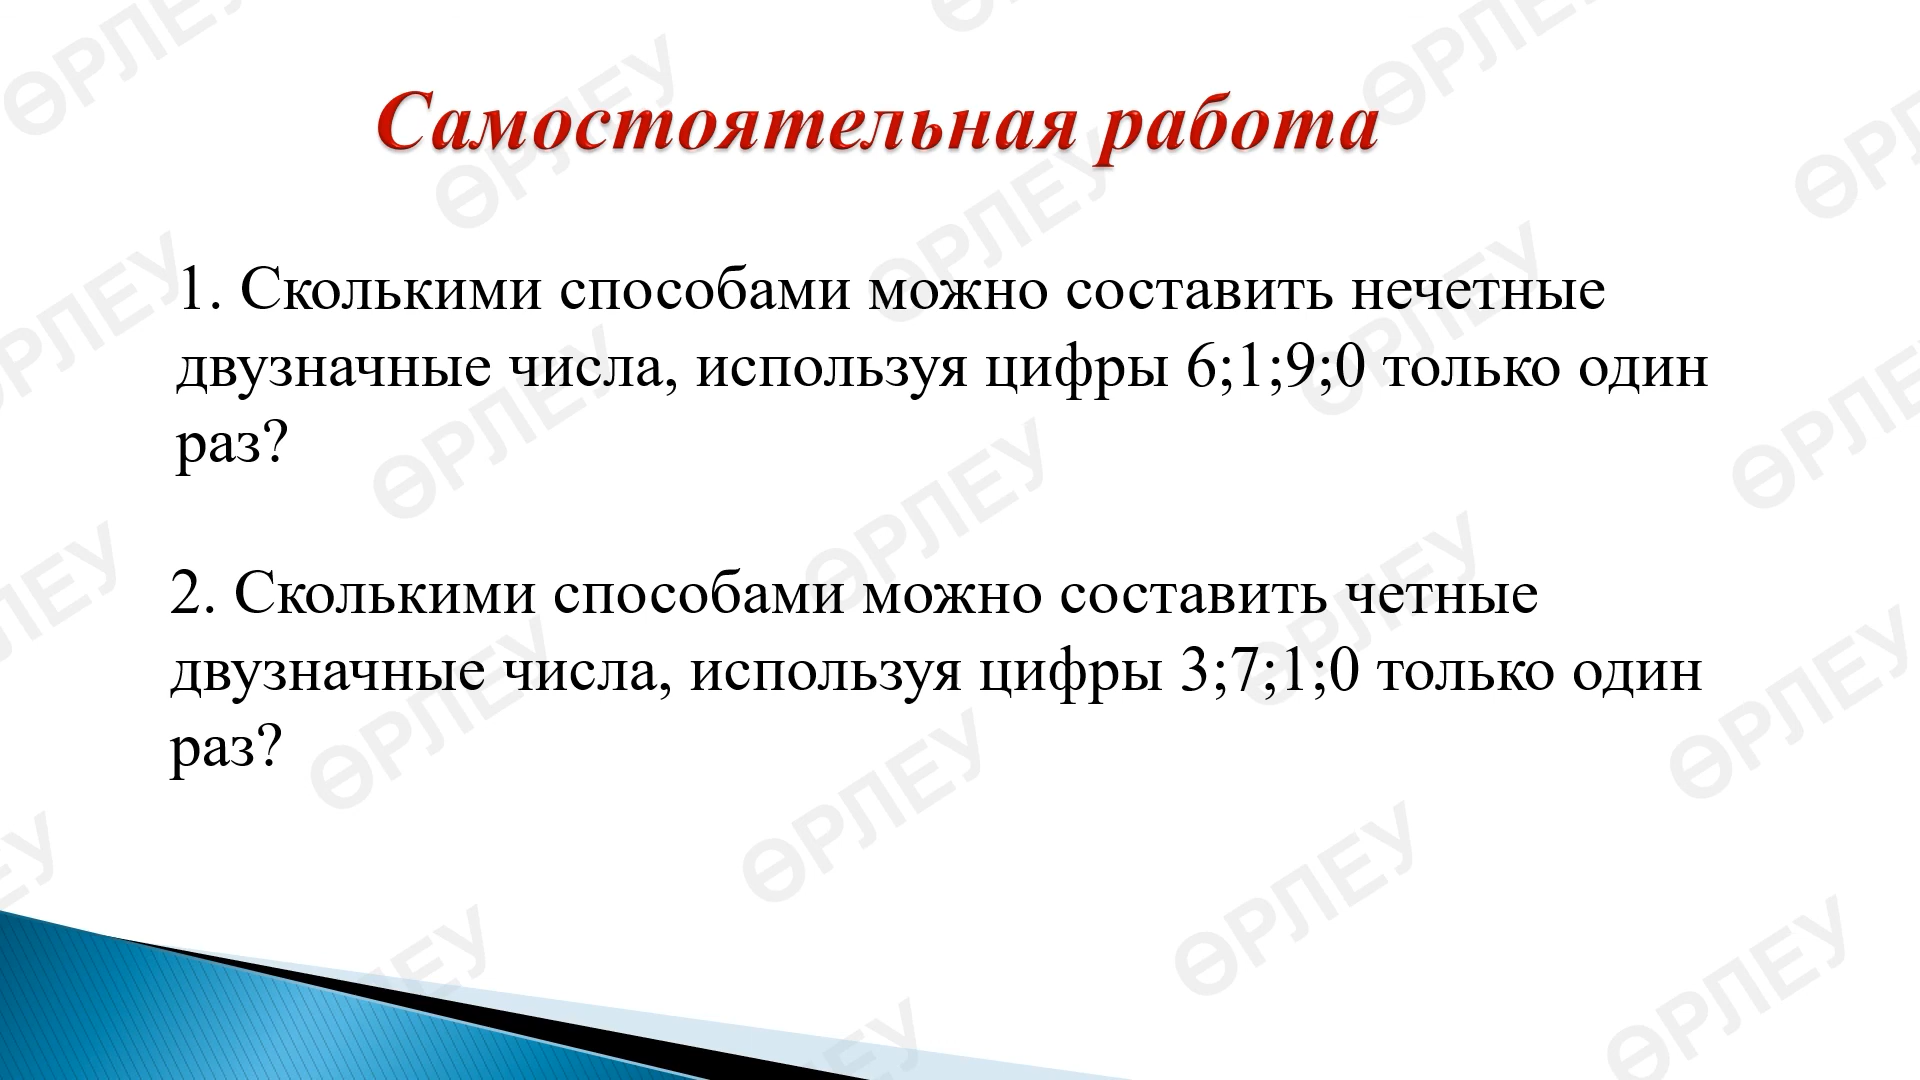 Самостоятельная работа
1. Сколькими способами можно составить нечетные
двузначные числа, используя цифры 6;1;9;0 только один
раз?
2. Сколькими способами можно составить четные
двузначные числа, используя цифры 3;7;1;0 только один
раз?
ӨРЛЕУ